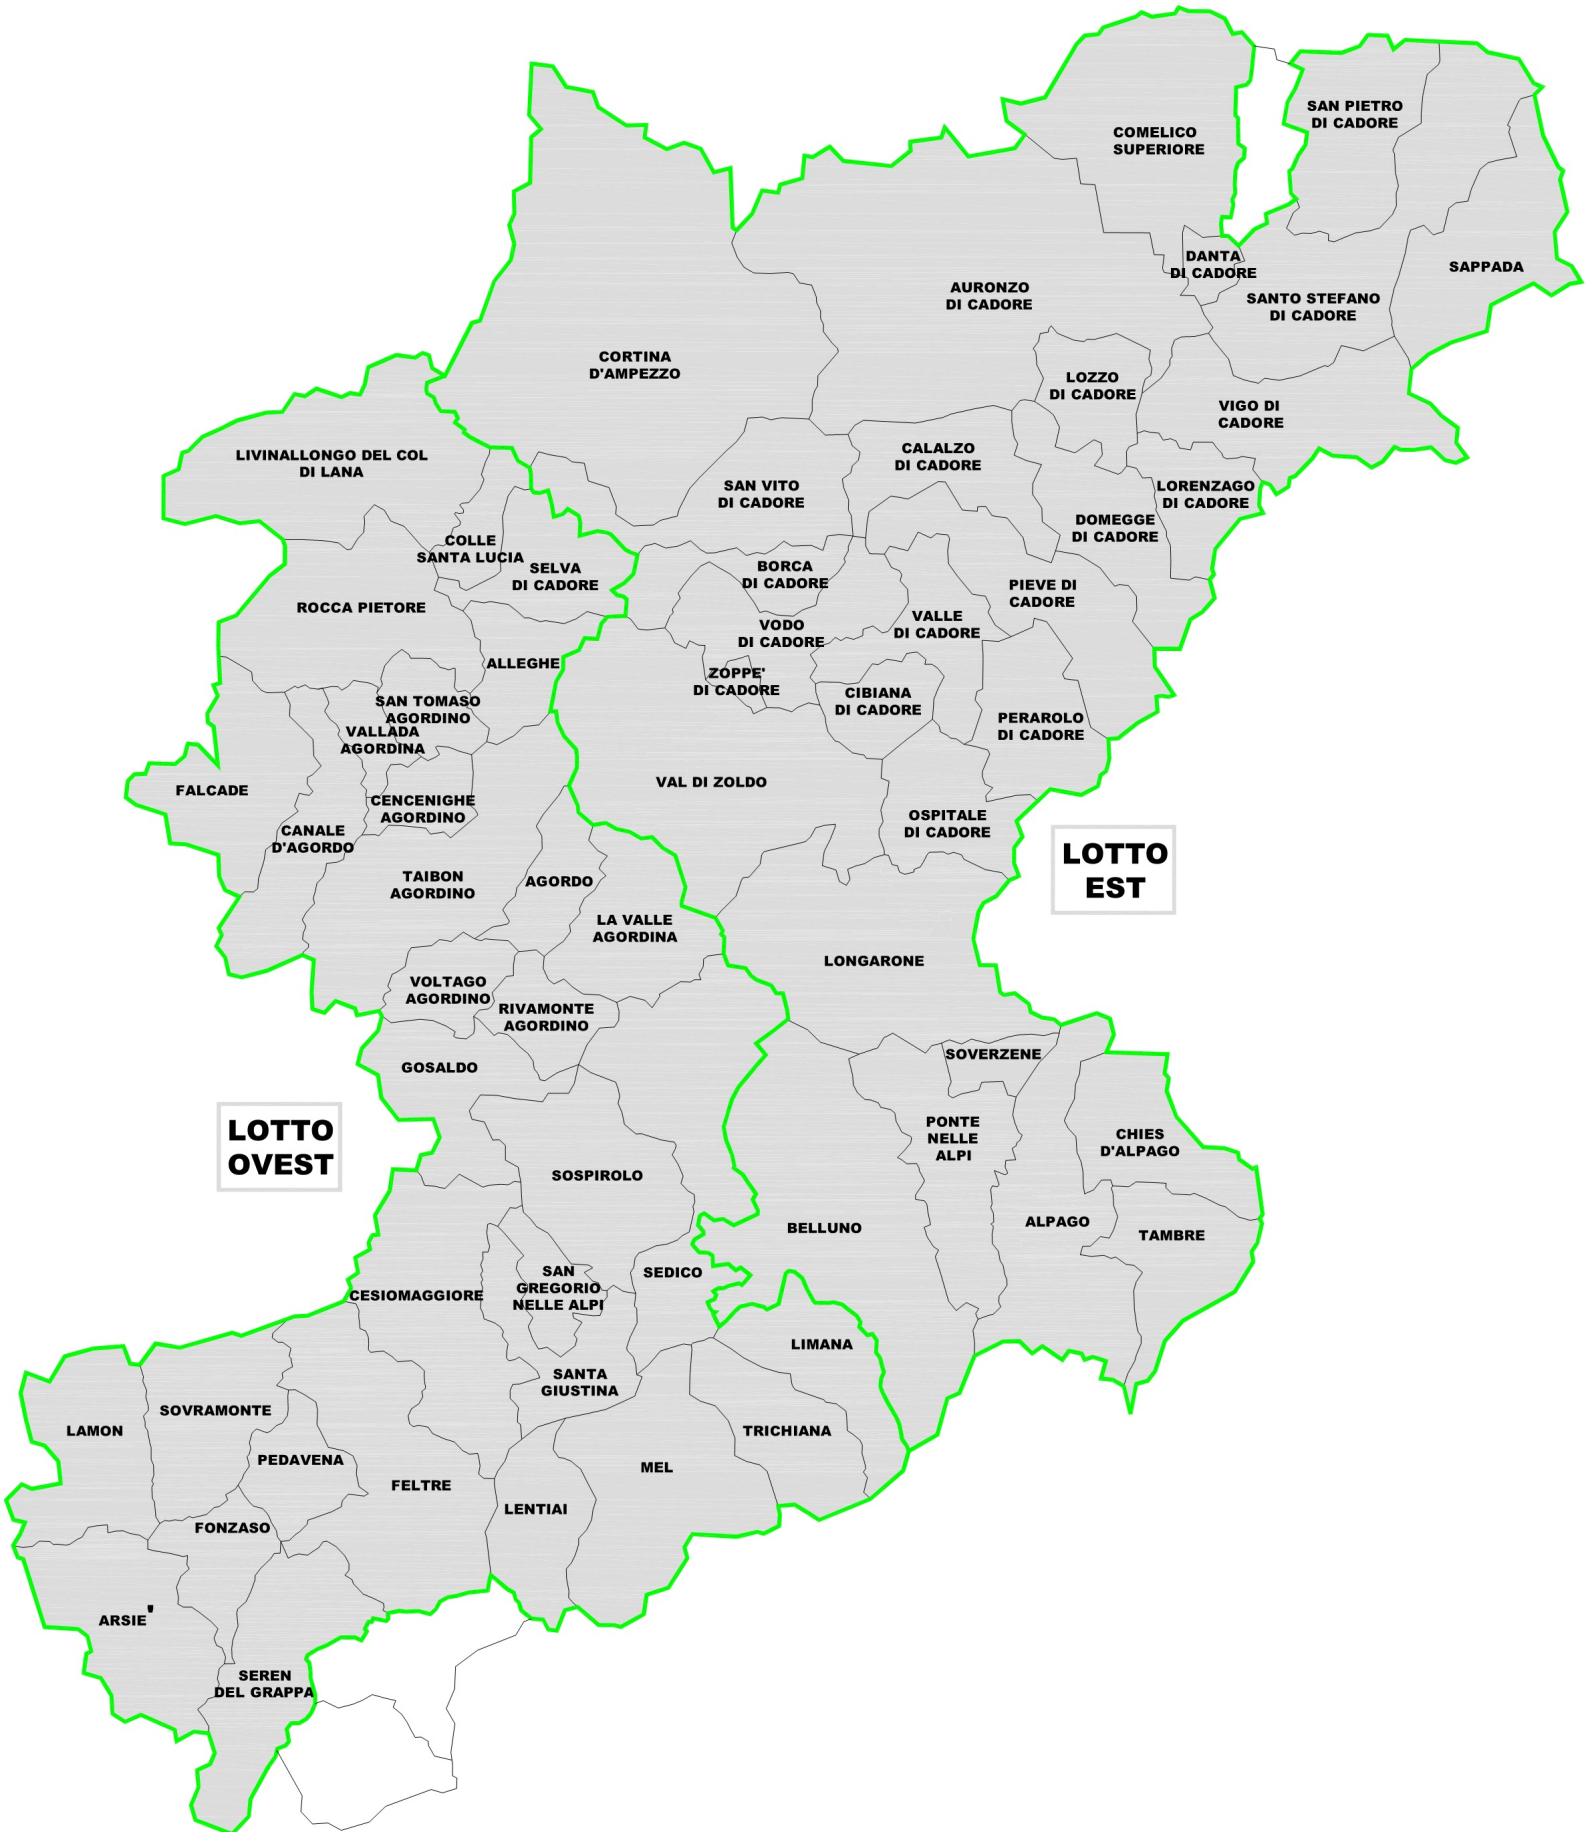 COMELICO
SUPERIORE
SAN PIETRO
DI CADORE
DANTA
DI CADORE
SAPPADA
AURONZO
DI CADORE
SANTO STEFANO
DI CADORE
CORTINA
D'AMPEZZO
LOZZO
DI CADORE
VIGO DI
CADORE
LIVINALLONGO DEL COL
DI LANA
CALALZO
DI CADORE
SAN VITO
DI CADORE
LORENZAGO
DI CADORE
DOMEGGE
DI CADORE
COLLE
SANTA LUCIA
SELVA
DI CADORE
BORCA
DI CADORE
PIEVE DI
CADORE
ROCCA PIETORE
VALLE
DI CADORE
VODO
DI CADORE
ALLEGHE
ZOPPE'
DI CADORE
CIBIANA
DI CADORE
SAN TOMASO
AGORDINO
PERAROLO
DI CADORE
VALLADA
AGORDINA
VAL DI ZOLDO
FALCADE
CENCENIGHE
AGORDINO
OSPITALE
DI CADORE
CANALE
D'AGORDO
LOTTO
EST
TAIBON
AGORDINO
AGORDO
LA VALLE
AGORDINA
LONGARONE
VOLTAGO
AGORDINO
RIVAMONTE
AGORDINO
SOVERZENE
GOSALDO
LOTTO
OVEST
PONTE
NELLE
ALPI
CHIES
D'ALPAGO
SOSPIROLO
BELLUNO
ALPAGO
TAMBRE
SEDICO
SAN
GREGORIO
NELLE ALPI
CESIOMAGGIORE
LIMANA
SANTA
GIUSTINA
SOVRAMONTE
LAMON
TRICHIANA
PEDAVENA
MEL
FELTRE
LENTIAI
FONZASO
ARSIE'
SEREN
DEL GRAPPA